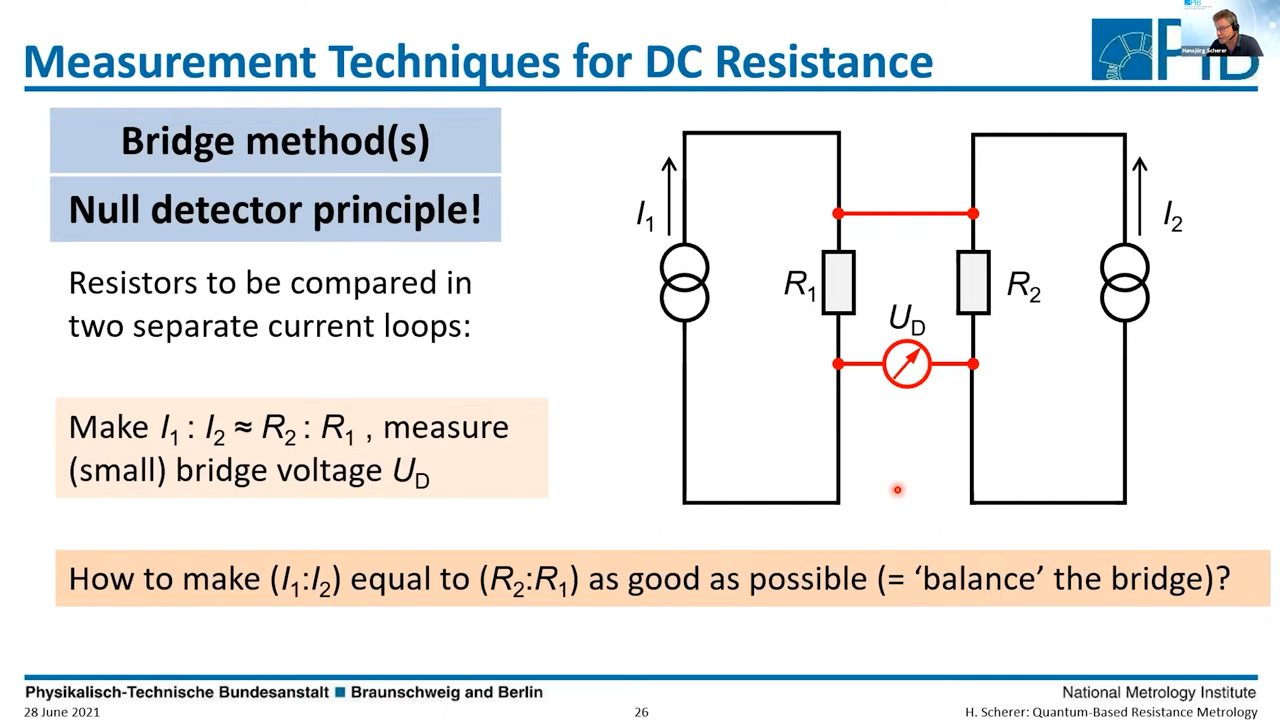 Measurement Techniques for DC Resistance
PTB
Hansjörg Scherer
Bridge method(s)
Null detector principle!
Resistors to be compared in
two separate current loops:
I₁
R₁
U_D
R₂
I₂
Make I₁ : I₂ ≈ R₂ : R₁ , measure
(small) bridge voltage U_D
How to make (I₁:I₂) equal to (R₂:R₁) as good as possible (= ‘balance’ the bridge)?
Physikalisch-Technische Bundesanstalt ■ Braunschweig and Berlin
National Metrology Institute
28 June 2021
26
H. Scherer: Quantum-Based Resistance Metrology